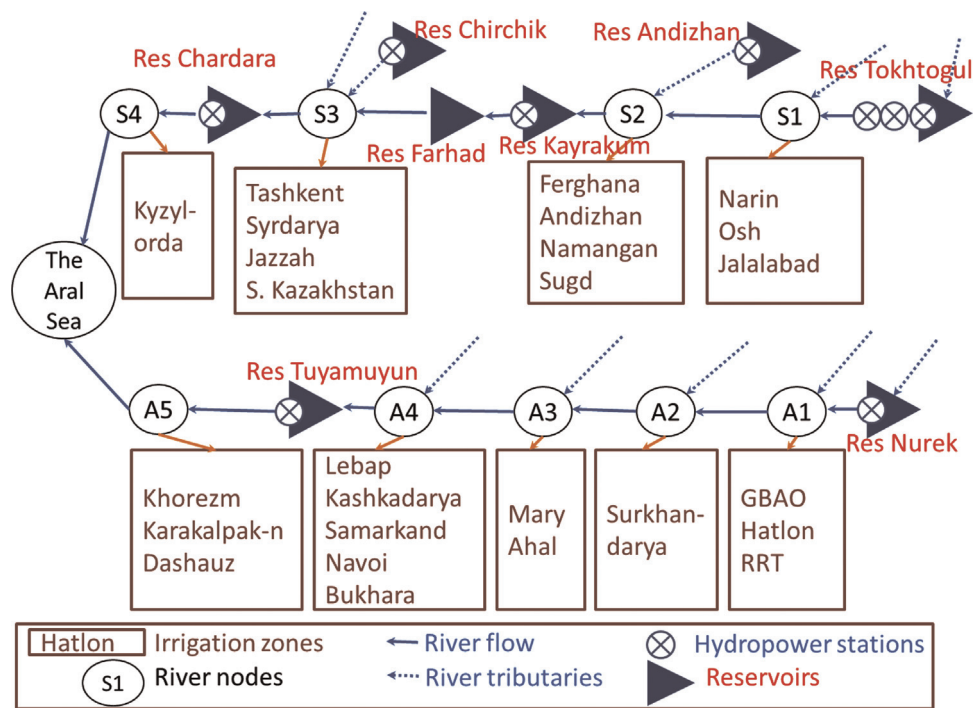 Res Chirchik
Res Andizhan
Res Chardara
Res Tokhtogul
S4
S3
S2
S1
Res Farhad
Res Kayrakum
Kyzyl-
orda
Tashkent
Syrdarya
Jazzah
S. Kazakhstan
Ferghana
Andizhan
Namangan
Sugd
Narin
Osh
Jalalabad
The
Aral
Sea
Res Tuyamuyun
A5
A4
A3
A2
A1
Res Nurek
Khorezm
Karakalpak-n
Dashauz
Lebap
Kashkadarya
Samarkand
Navoi
Bukhara
Mary
Ahal
Surkhan-
darya
GBAO
Hatlon
RRT
Hatlon
Irrigation zones
River flow
Hydropower stations
S1
River nodes
River tributaries
Reservoirs